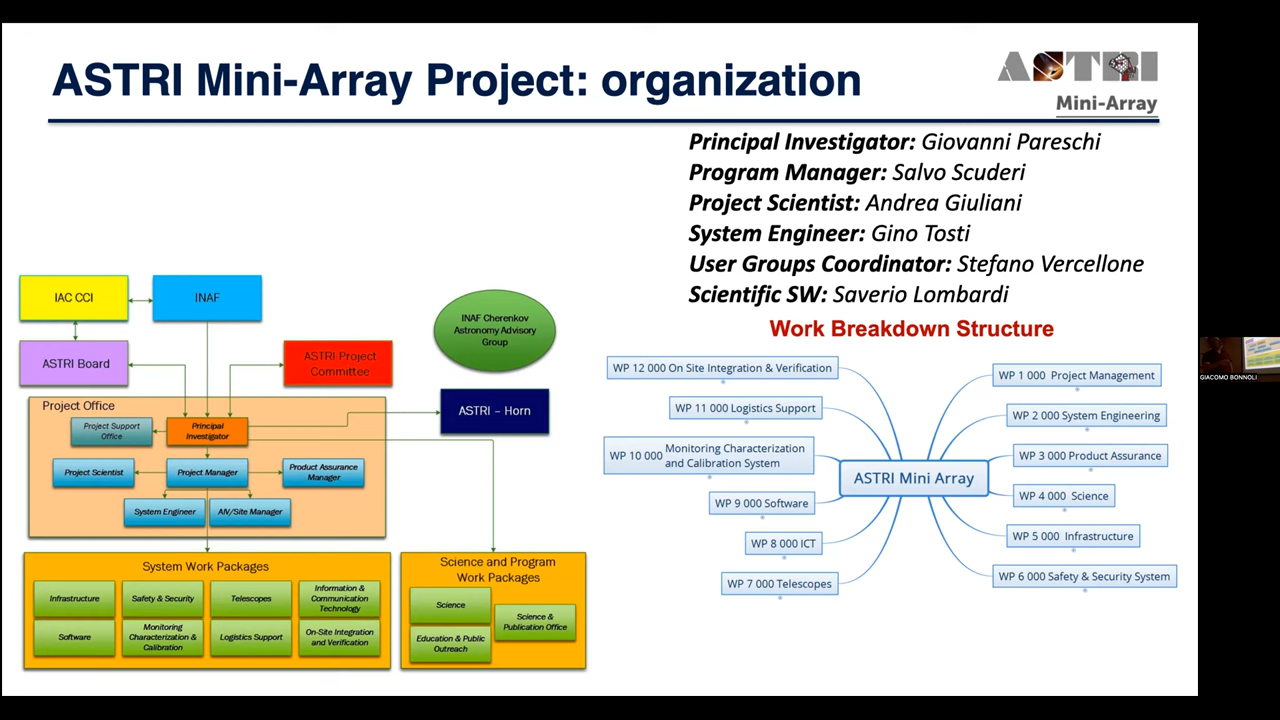 ASTRI Mini-Array Project: organization
ASTRI
Mini-Array
Principal Investigator: Giovanni Pareschi
Program Manager: Salvo Scuderi
Project Scientist: Andrea Giuliani
System Engineer: Gino Tosti
User Groups Coordinator: Stefano Vercellone
Scientific SW: Saverio Lombardi
Work Breakdown Structure
IAC CCI
INAF
ASTRI Board
ASTRI Project
Committee
INAF Cherenkov
Astronomy Advisory
Group
ASTRI – Horn
Project Office
Project Support
Office
Principal
Investigator
Project Scientist
Project Manager
Product Assurance
Manager
System Engineer
AIV/Site Manager
System Work Packages
Infrastructure
Safety & Security
Telescopes
Information &
Communication
Technology
Software
Monitoring
Characterization &
Calibration
Logistics Support
On-Site Integration
and Verification
Science and Program
Work Packages
Science
Science &
Publication Office
Education & Public
Outreach
WP 12 000 On Site Integration & Verification
WP 11 000 Logistics Support
WP 10 000 Monitoring Characterization
and Calibration System
WP 9 000 Software
WP 8 000 ICT
WP 7 000 Telescopes
ASTRI Mini Array
WP 1 000 Project Management
WP 2 000 System Engineering
WP 3 000 Product Assurance
WP 4 000 Science
WP 5 000 Infrastructure
WP 6 000 Safety & Security System
GIACOMO BONNOLI